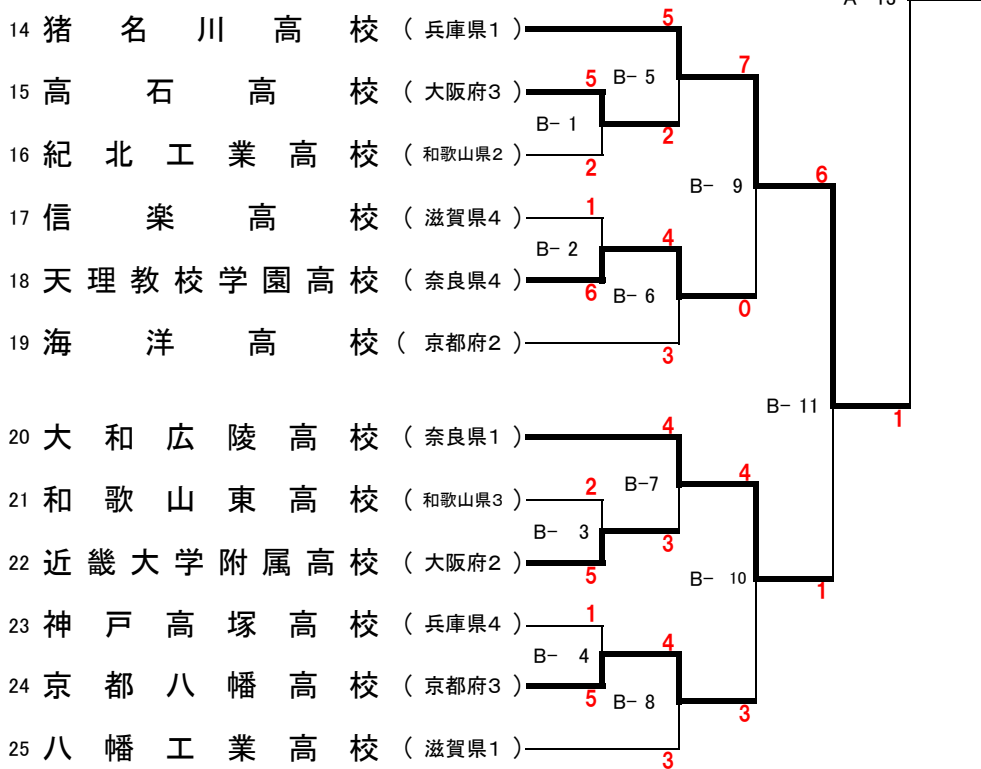 A- 13
14 猪名川高校 ( 兵庫県1 ) 5
7
15 高石高校 ( 大阪府3 ) 5 B- 5
B- 1 2
16 紀北工業高校 ( 和歌山県2 ) 2
B- 9 6
17 信楽高校 ( 滋賀県4 ) 1
B- 2 4
18 天理教校学園高校 ( 奈良県4 ) 6 B- 6
0
19 海洋高校 ( 京都府2 ) 3
B- 11 1
20 大和広陵高校 ( 奈良県1 ) 4
4
21 和歌山東高校 ( 和歌山県3 ) 2 B-7
B- 3 3
22 近畿大学附属高校 ( 大阪府2 ) 5
B- 10 1
23 神戸高塚高校 ( 兵庫県4 ) 1
B- 4 4
24 京都八幡高校 ( 京都府3 ) 5 B- 8
3
25 八幡工業高校 ( 滋賀県1 ) 3